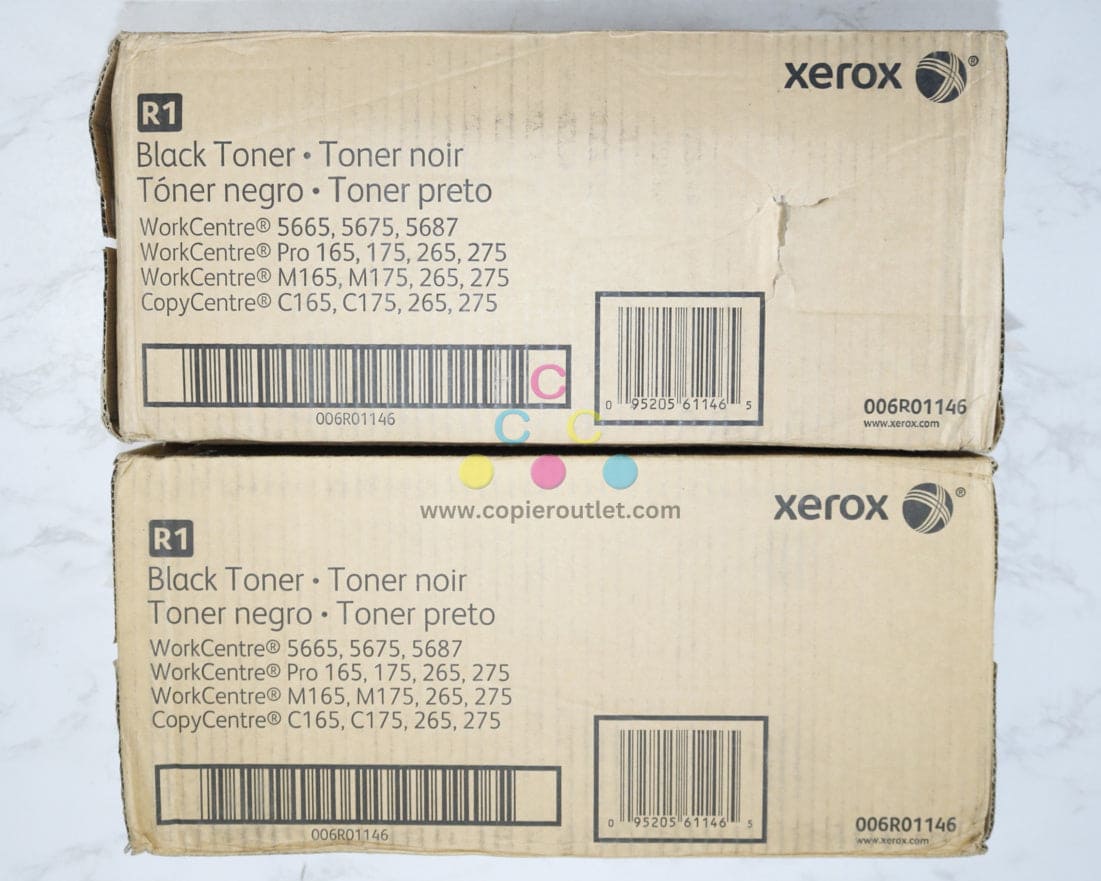 xerox ®
R1
Black Toner • Toner noir
Tóner negro • Toner preto
WorkCentre® 5665, 5675, 5687
WorkCentre® Pro 165, 175, 265, 275
WorkCentre® M165, M175, 265, 275
CopyCentre® C165, C175, 265, 275
006R01146
0 95205 61146 5
006R01146
www.xerox.com
C
C C
www.copieroutlet.com
xerox ®
R1
Black Toner • Toner noir
Toner negro • Toner preto
WorkCentre® 5665, 5675, 5687
WorkCentre® Pro 165, 175, 265, 275
WorkCentre® M165, M175, 265, 275
CopyCentre® C165, C175, 265, 275
006R01146
0 95205 61146 5
006R01146
www.xerox.com